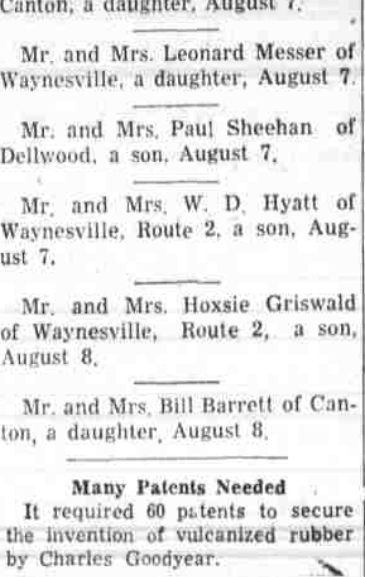 Canton, a daughter, August 7.
Mr. and Mrs. Leonard Messer of
Waynesville, a daughter, August 7.
Mr. and Mrs. Paul Sheehan of
Dellwood, a son, August 7.
Mr. and Mrs. W. D. Hyatt of
Waynesville, Route 2, a son, Aug-
ust 7.
Mr. and Mrs. Hoxsie Griswald
of Waynesville, Route 2, a son,
August 8.
Mr. and Mrs. Bill Barrett of Can-
ton, a daughter, August 8.
Many Patents Needed
It required 60 patents to secure
the invention of vulcanized rubber
by Charles Goodyear.